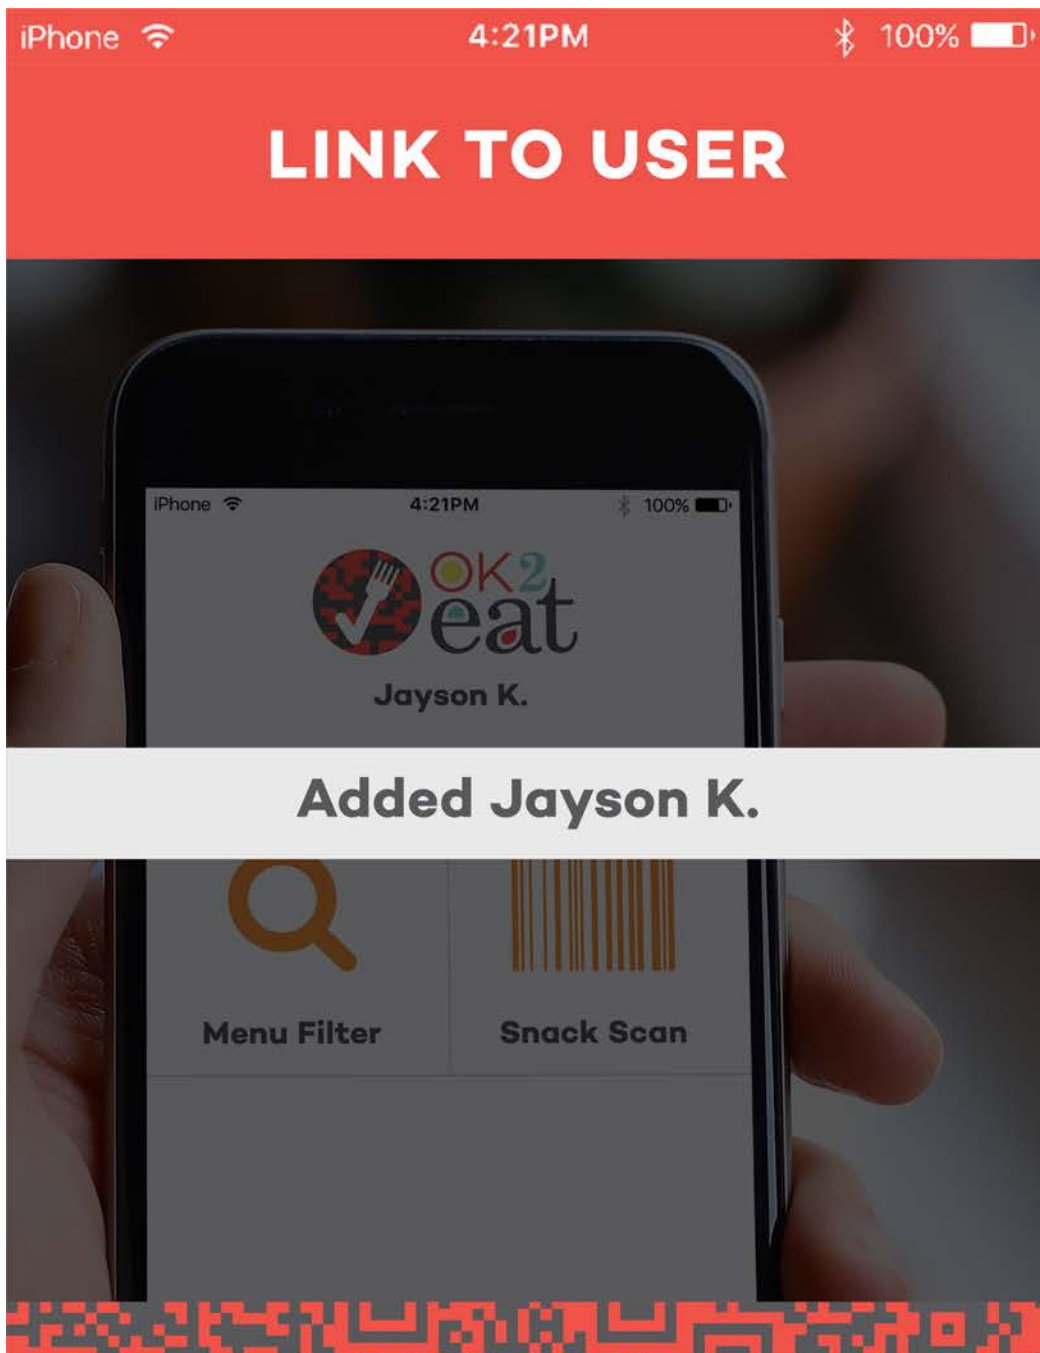 iPhone 4:21PM 100%
LINK TO USER
iPhone 4:21PM 100%
OK2
eat
Jayson K.
Added Jayson K.
Menu Filter Snack Scan